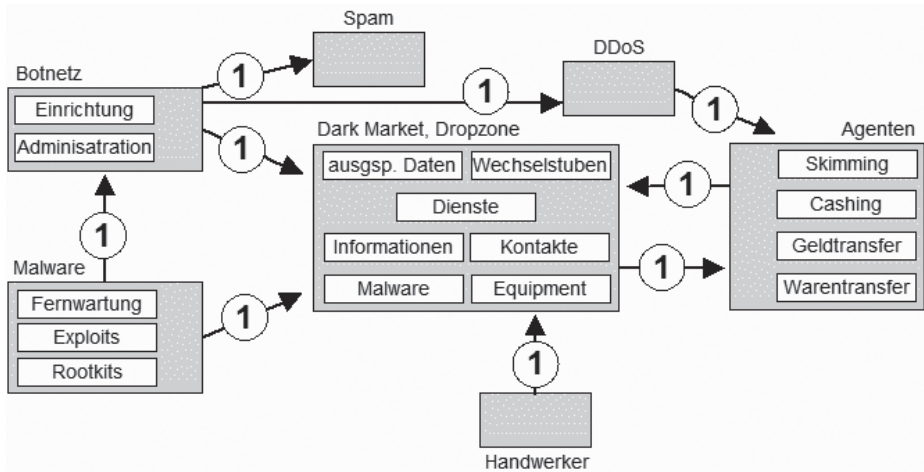 Spam
DDoS
Botnetz
Einrichtung
Adminisatration
1
1
1
1
Dark Market, Dropzone
ausgsp. Daten
Wechselstuben
Dienste
Informationen
Kontakte
Malware
Equipment
Agenten
Skimming
Cashing
Geldtransfer
Warentransfer
1
1
1
Malware
Fernwartung
Exploits
Rootkits
1
1
Handwerker